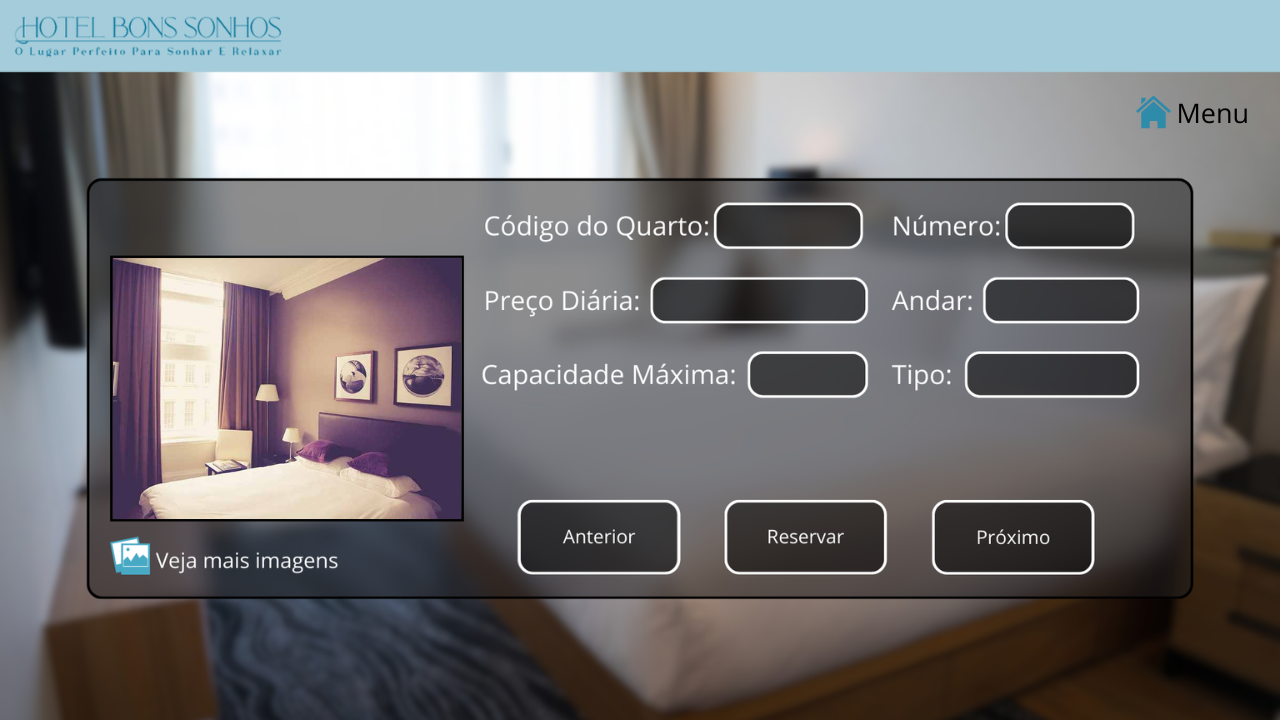 HOTEL BONS SONHOS
O Lugar Perfeito Para Sonhar E Relaxar
Menu
Código do Quarto:
Número:
Preço Diária:
Andar:
Capacidade Máxima:
Tipo:
Anterior
Reservar
Próximo
Veja mais imagens